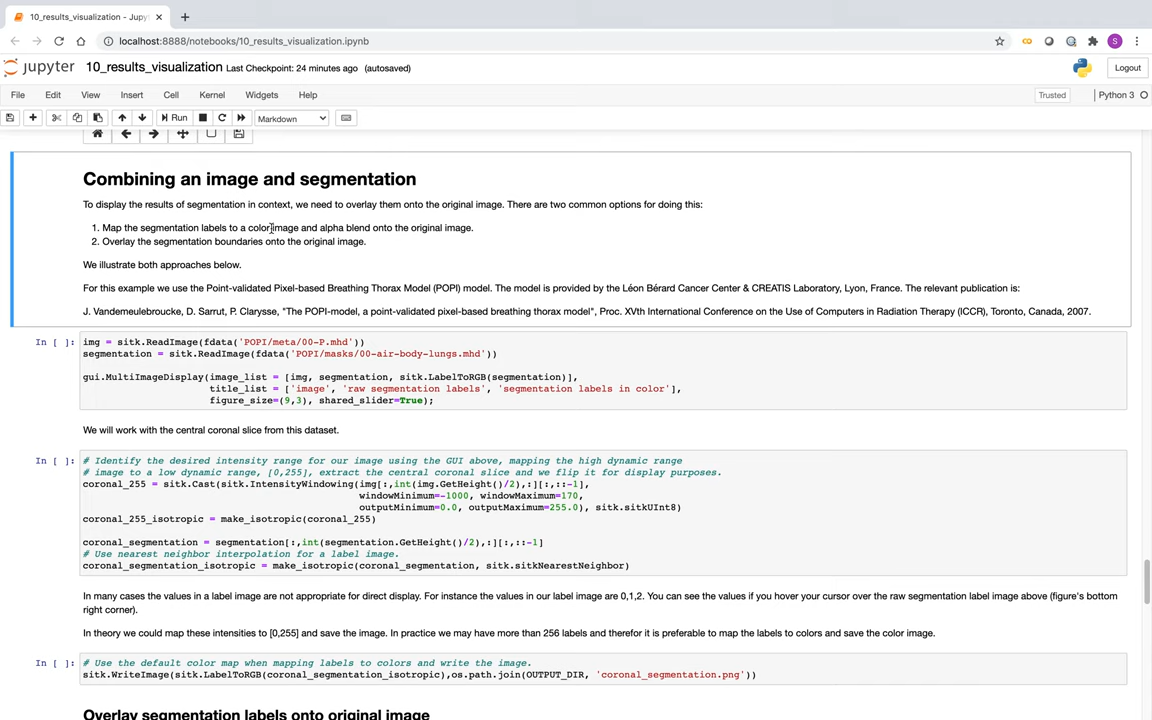 10_results_visualization - Jupyt
localhost:8888/notebooks/10_results_visualization.ipynb
S
jupyter 10_results_visualization Last Checkpoint: 24 minutes ago (autosaved)
Logout
File Edit View Insert Cell Kernel Widgets Help
Trusted
Python 3
Run
Markdown
Combining an image and segmentation
To display the results of segmentation in context, we need to overlay them onto the original image. There are two common options for doing this:
1. Map the segmentation labels to a color image and alpha blend onto the original image.
2. Overlay the segmentation boundaries onto the original image.
We illustrate both approaches below.
For this example we use the Point-validated Pixel-based Breathing Thorax Model (POPI) model. The model is provided by the Léon Bérard Cancer Center & CREATIS Laboratory, Lyon, France. The relevant publication is:
J. Vandemeulebroucke, D. Sarrut, P. Clarysse, "The POPI-model, a point-validated pixel-based breathing thorax model", Proc. XVth International Conference on the Use of Computers in Radiation Therapy (ICCR), Toronto, Canada, 2007.
In [ ]: img = sitk.ReadImage(fdata('POPI/meta/00-P.mhd'))
segmentation = sitk.ReadImage(fdata('POPI/masks/00-air-body-lungs.mhd'))
gui.MultiImageDisplay(image_list = [img, segmentation, sitk.LabelToRGB(segmentation)],
title_list = ['image', 'raw segmentation labels', 'segmentation labels in color'],
figure_size=(9,3), shared_slider=True);
We will work with the central coronal slice from this dataset.
In [ ]: # Identify the desired intensity range for our image using the GUI above, mapping the high dynamic range
# image to a low dynamic range, [0,255], extract the central coronal slice and we flip it for display purposes.
coronal_255 = sitk.Cast(sitk.IntensityWindowing(img[:,int(img.GetHeight()/2),:][:,::-1],
windowMinimum=-1000, windowMaximum=170,
outputMinimum=0.0, outputMaximum=255.0), sitk.sitkUInt8)
coronal_255_isotropic = make_isotropic(coronal_255)
coronal_segmentation = segmentation[:,int(segmentation.GetHeight()/2),:][:,::-1]
# Use nearest neighbor interpolation for a label image.
coronal_segmentation_isotropic = make_isotropic(coronal_segmentation, sitk.sitkNearestNeighbor)
In many cases the values in a label image are not appropriate for direct display. For instance the values in our label image are 0,1,2. You can see the values if you hover your cursor over the raw segmentation label image above (figure's bottom
right corner).
In theory we could map these intensities to [0,255] and save the image. In practice we may have more than 256 labels and therefor it is preferable to map the labels to colors and save the color image.
In [ ]: # Use the default color map when mapping labels to colors and write the image.
sitk.WriteImage(sitk.LabelToRGB(coronal_segmentation_isotropic),os.path.join(OUTPUT_DIR, 'coronal_segmentation.png'))
Overlay segmentation labels onto original image